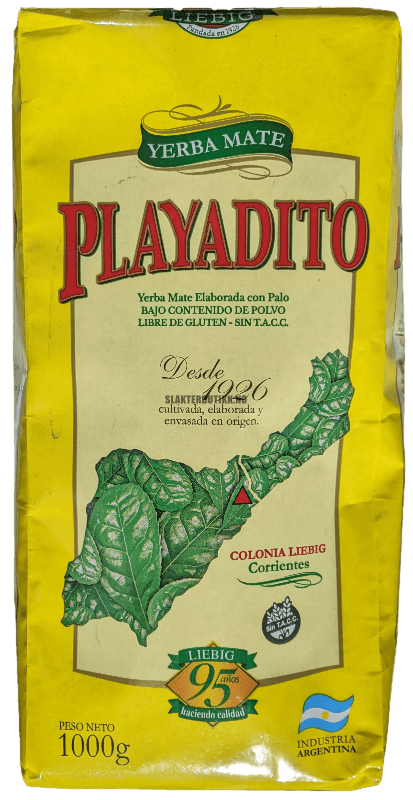 LIEBIG
Fundada en 1926
YERBA MATE
PLAYADITO
Yerba Mate Elaborada con Palo
BAJO CONTENIDO DE POLVO
LIBRE DE GLUTEN - SIN T.A.C.C.
Desde
1926
SLAKTERBUTIKK.NO
cultivada, elaborada y
envasada en origen.
COLONIA LIEBIG
Corrientes
Sin T.A.C.C.
LIEBIG
95 años
haciendo calidad
PESO NETO
1000g
INDUSTRIA
ARGENTINA